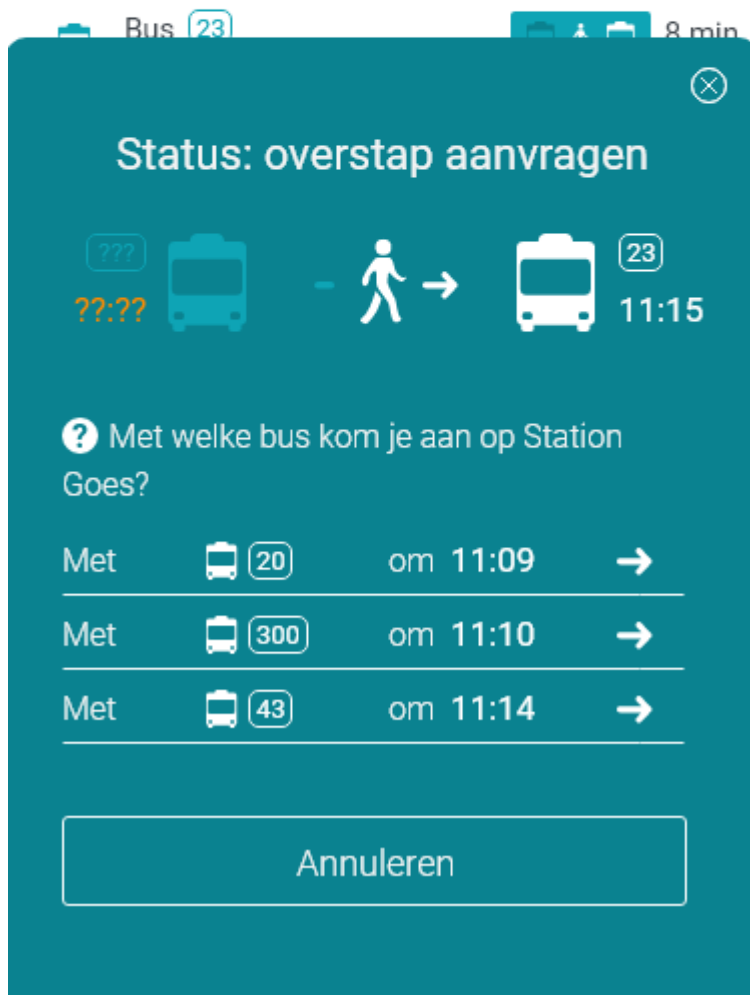 Bus 23
8 min
Status: overstap aanvragen
???
23
??:??
11:15
? Met welke bus kom je aan op Station
Goes?
Met 20 om 11:09
Met 300 om 11:10
Met 43 om 11:14
Annuleren